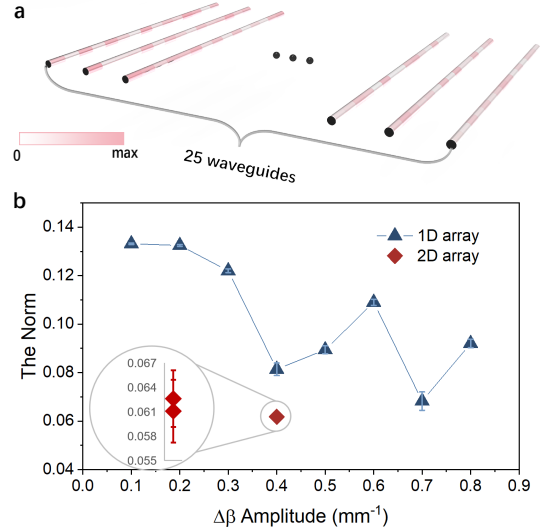 a
0
max
25 waveguides
b
The Norm
0.14
0.12
0.10
0.08
0.06
0.04
1D array
2D array
0.067
0.064
0.061
0.058
0.055
0.0 0.1 0.2 0.3 0.4 0.5 0.6 0.7 0.8 0.9
Δβ Amplitude (mm⁻¹)